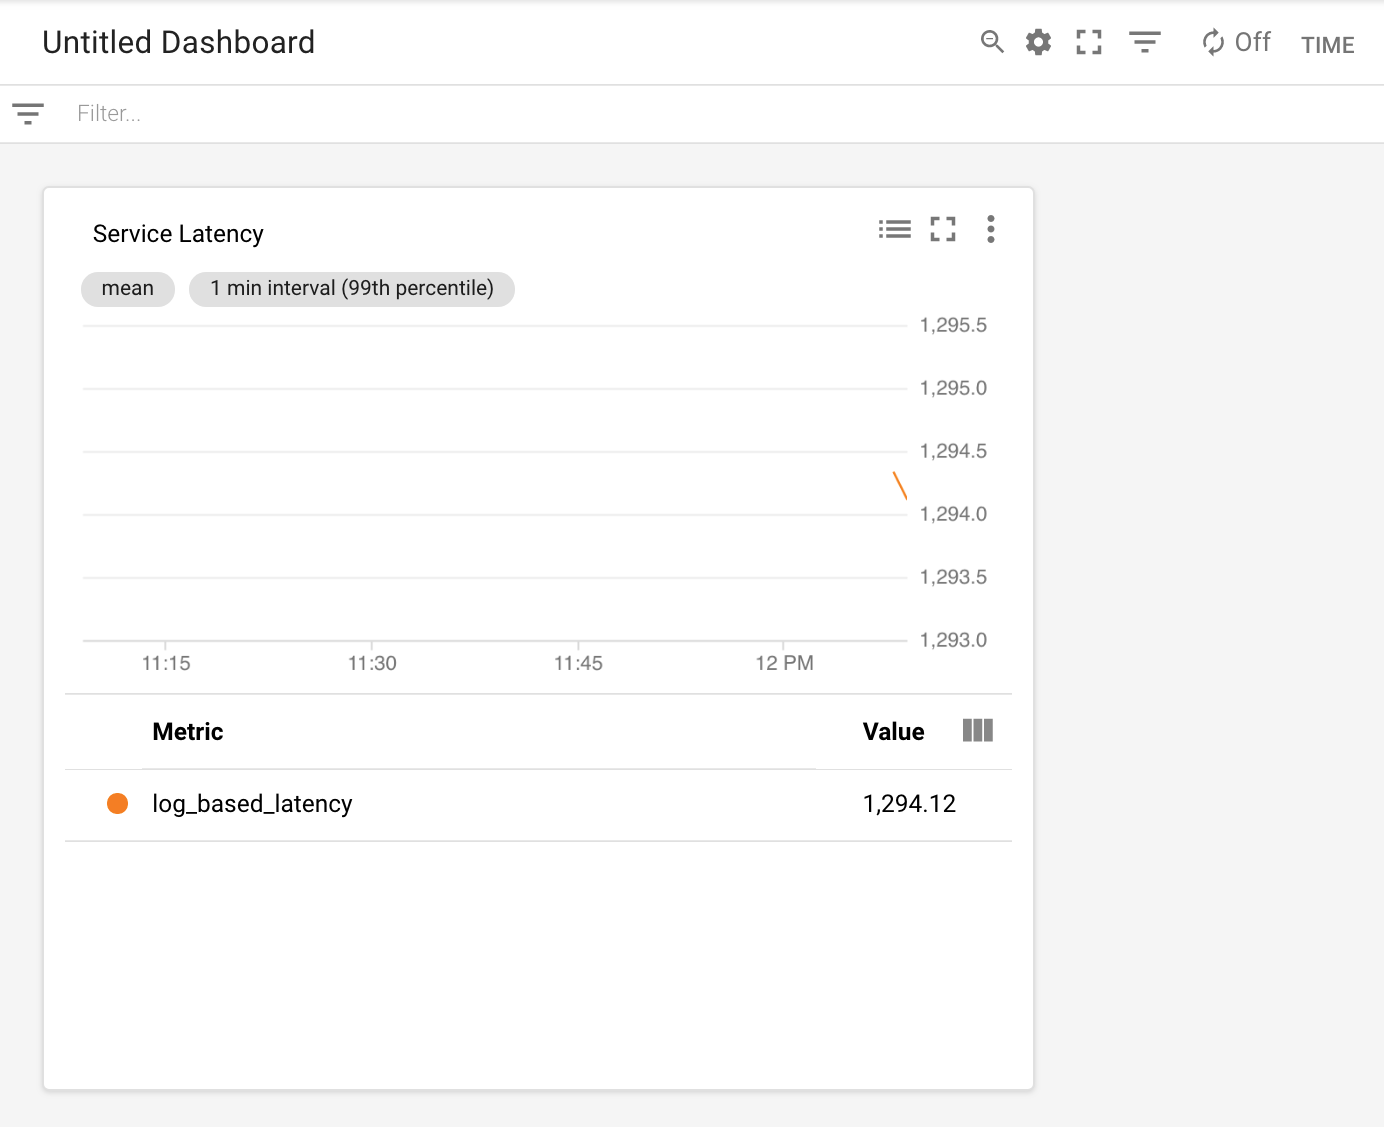 Untitled Dashboard
Off TIME
Filter...
Service Latency
mean 1 min interval (99th percentile)
1,295.5
1,295.0
1,294.5
1,294.0
1,293.5
1,293.0
11:15 11:30 11:45 12 PM
Metric Value
log_based_latency 1,294.12